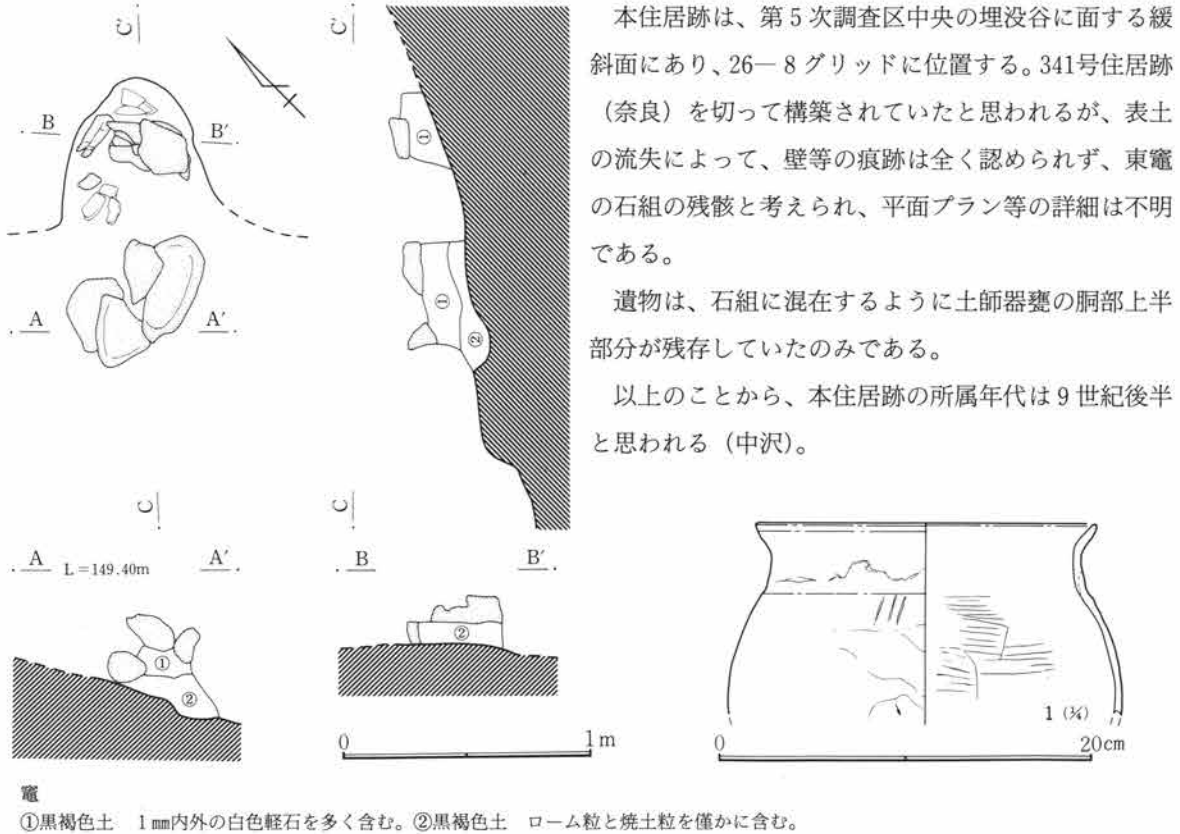 本住居跡は、第5次調査区中央の埋没谷に面する緩
斜面にあり、26―8グリッドに位置する。341号住居跡
（奈良）を切って構築されていたと思われるが、表土
の流失によって、壁等の痕跡は全く認められず、東竈
の石組の残骸と考えられ、平面プラン等の詳細は不明
である。
遺物は、石組に混在するように土師器甕の胴部上半
部分が残存していたのみである。
以上のことから、本住居跡の所属年代は9世紀後半
と思われる（中沢）。
C′
C′
B
B′
①
A
A′
①
②
C
C
A L＝149.40m A′
B
B′
①
②
②
0 1m
1 (¾)
0 20cm
竈
①黒褐色土 1㎜内外の白色軽石を多く含む。②黒褐色土 ローム粒と焼土粒を僅かに含む。